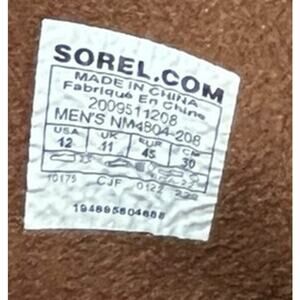 SOREL.COM
MADE IN CHINA
Fabriqué En Chine
2009511208
MEN'S NM4804-208
USA UK EUR CM
12 11 45 30
10175 CJF 0122